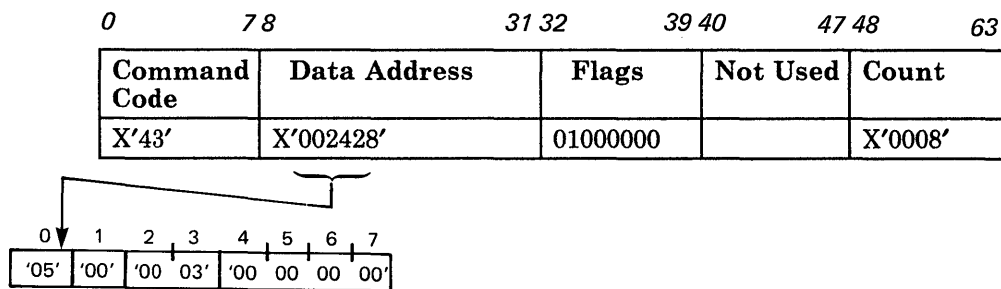 0 7 8 31 32 39 40 47 48 63
Command Code Data Address Flags Not Used Count
X'43' X'002428' 01000000 X'0008'
0 1 2 3 4 5 6 7
'05' '00' '00 03' '00 00 00 00'